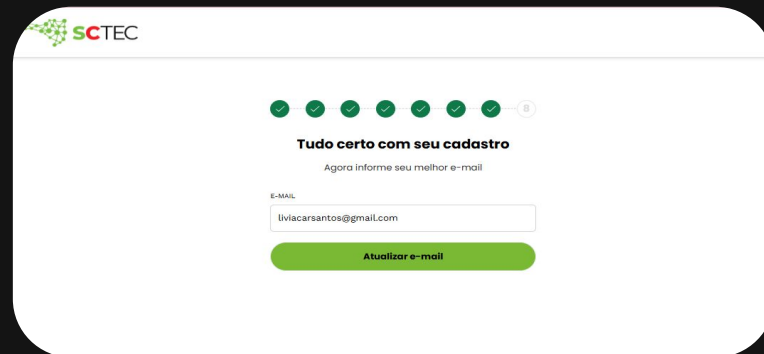 SCTEC
8
Tudo certo com seu cadastro
Agora informe seu melhor e-mail
E-MAIL
liviacarsantos@gmail.com
Atualizar e-mail